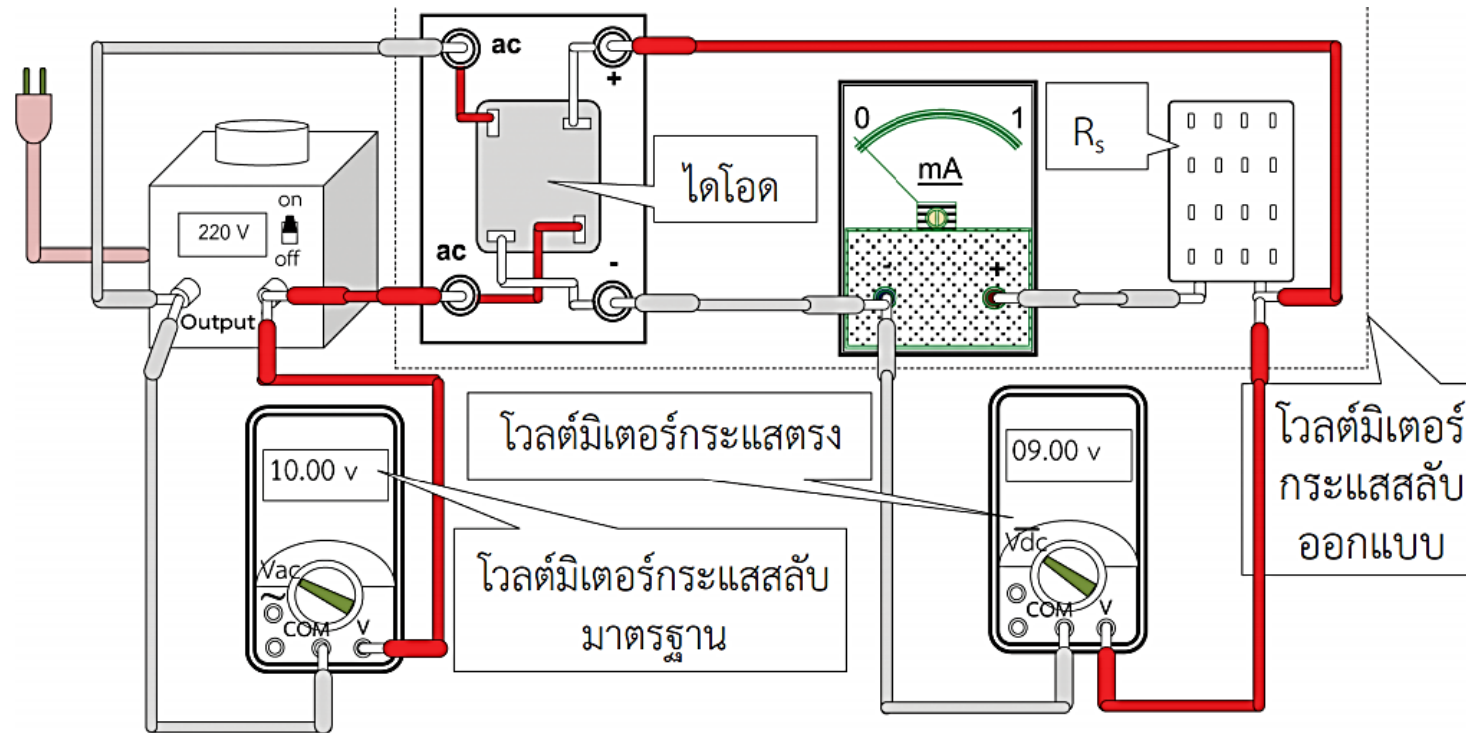 ac
+
220 V
on
off
Output
ไดโอด
ac
-
0
1
mA
-
+
Rs
โวลต์มิเตอร์กระแสตรง
10.00 v
Vac
~
COM
V
โวลต์มิเตอร์กระแสสลับ
มาตรฐาน
09.00 v
Vdc
COM
V
โวลต์มิเตอร์
กระแสสลับ
ออกแบบ